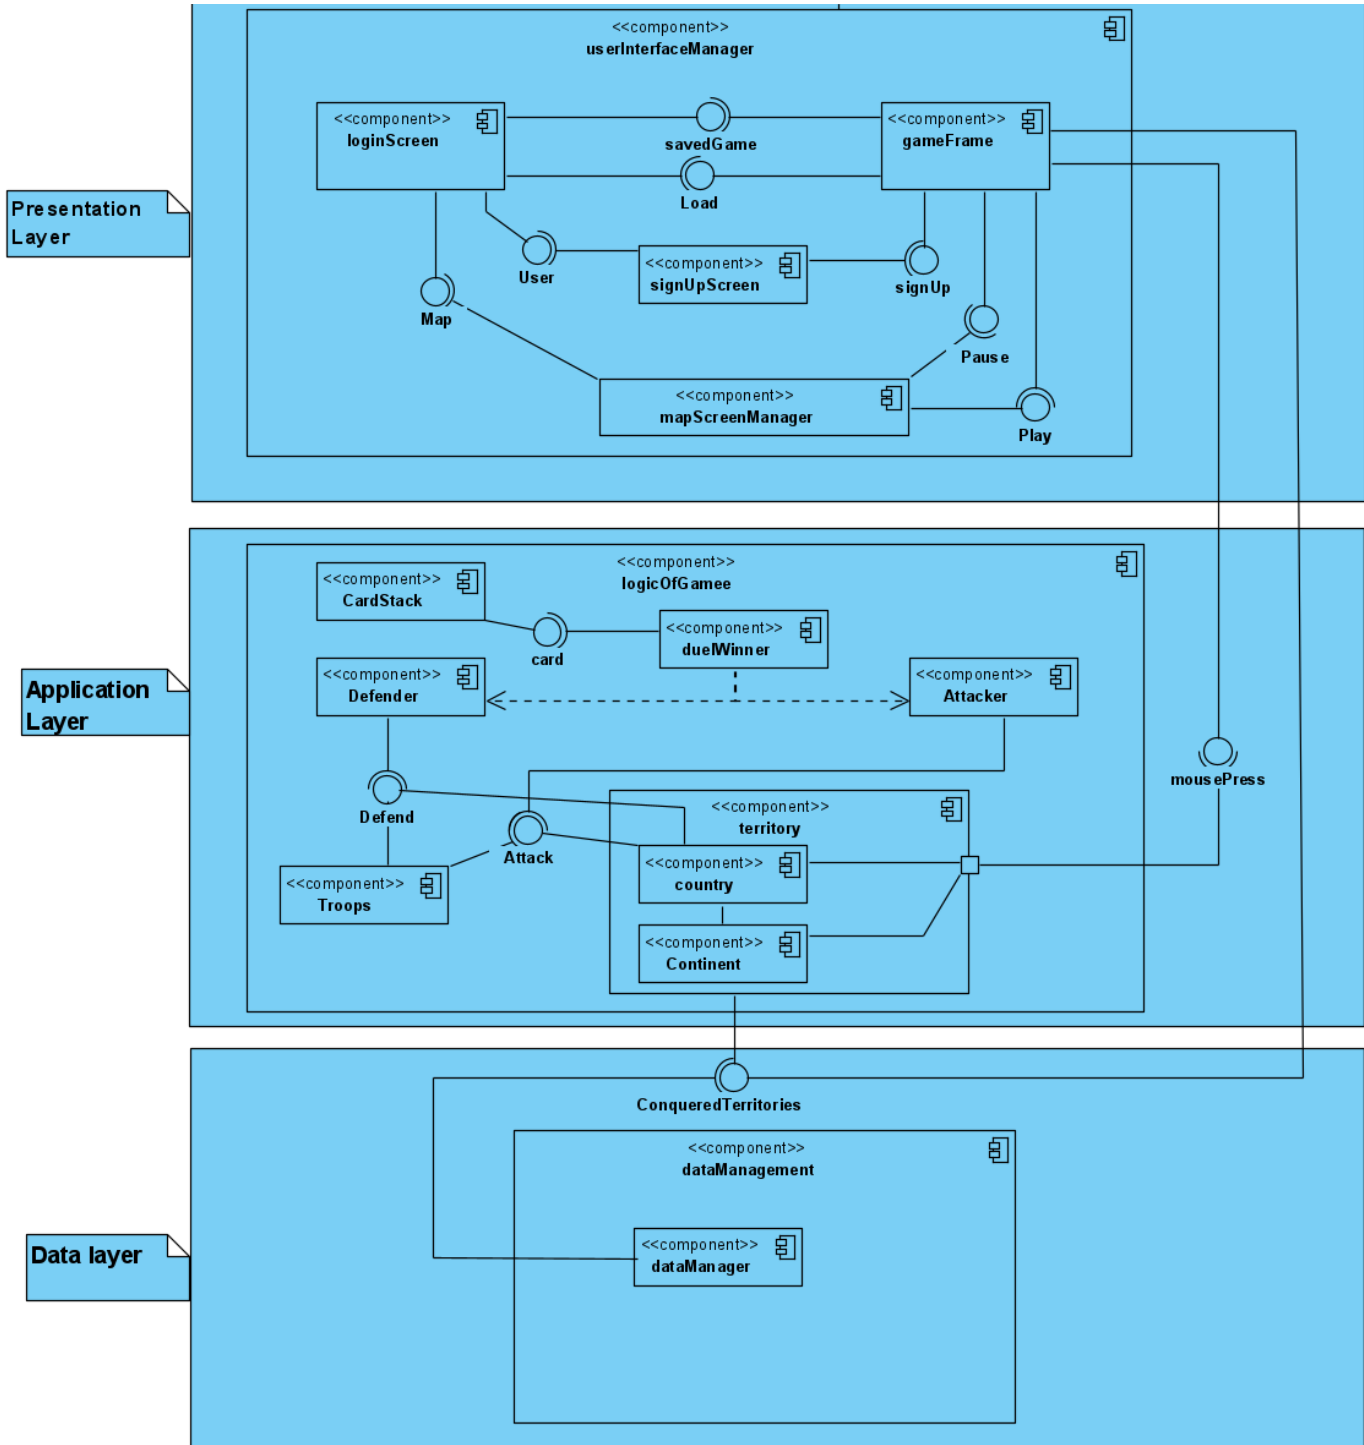 <<component>>
userInterfaceManager
<<component>>
loginScreen
savedGame
<<component>>
gameFrame
Load
Presentation
Layer
User
<<component>>
signUpScreen
signUp
Map
Pause
<<component>>
mapScreenManager
Play
<<component>>
logicOfGamee
<<component>>
CardStack
card
<<component>>
duelWinner
Application
Layer
<<component>>
Defender
<<component>>
Attacker
mousePress
Defend
Attack
<<component>>
territory
<<component>>
country
<<component>>
Troops
<<component>>
Continent
ConqueredTerritories
<<component>>
dataManagement
Data layer
<<component>>
dataManager